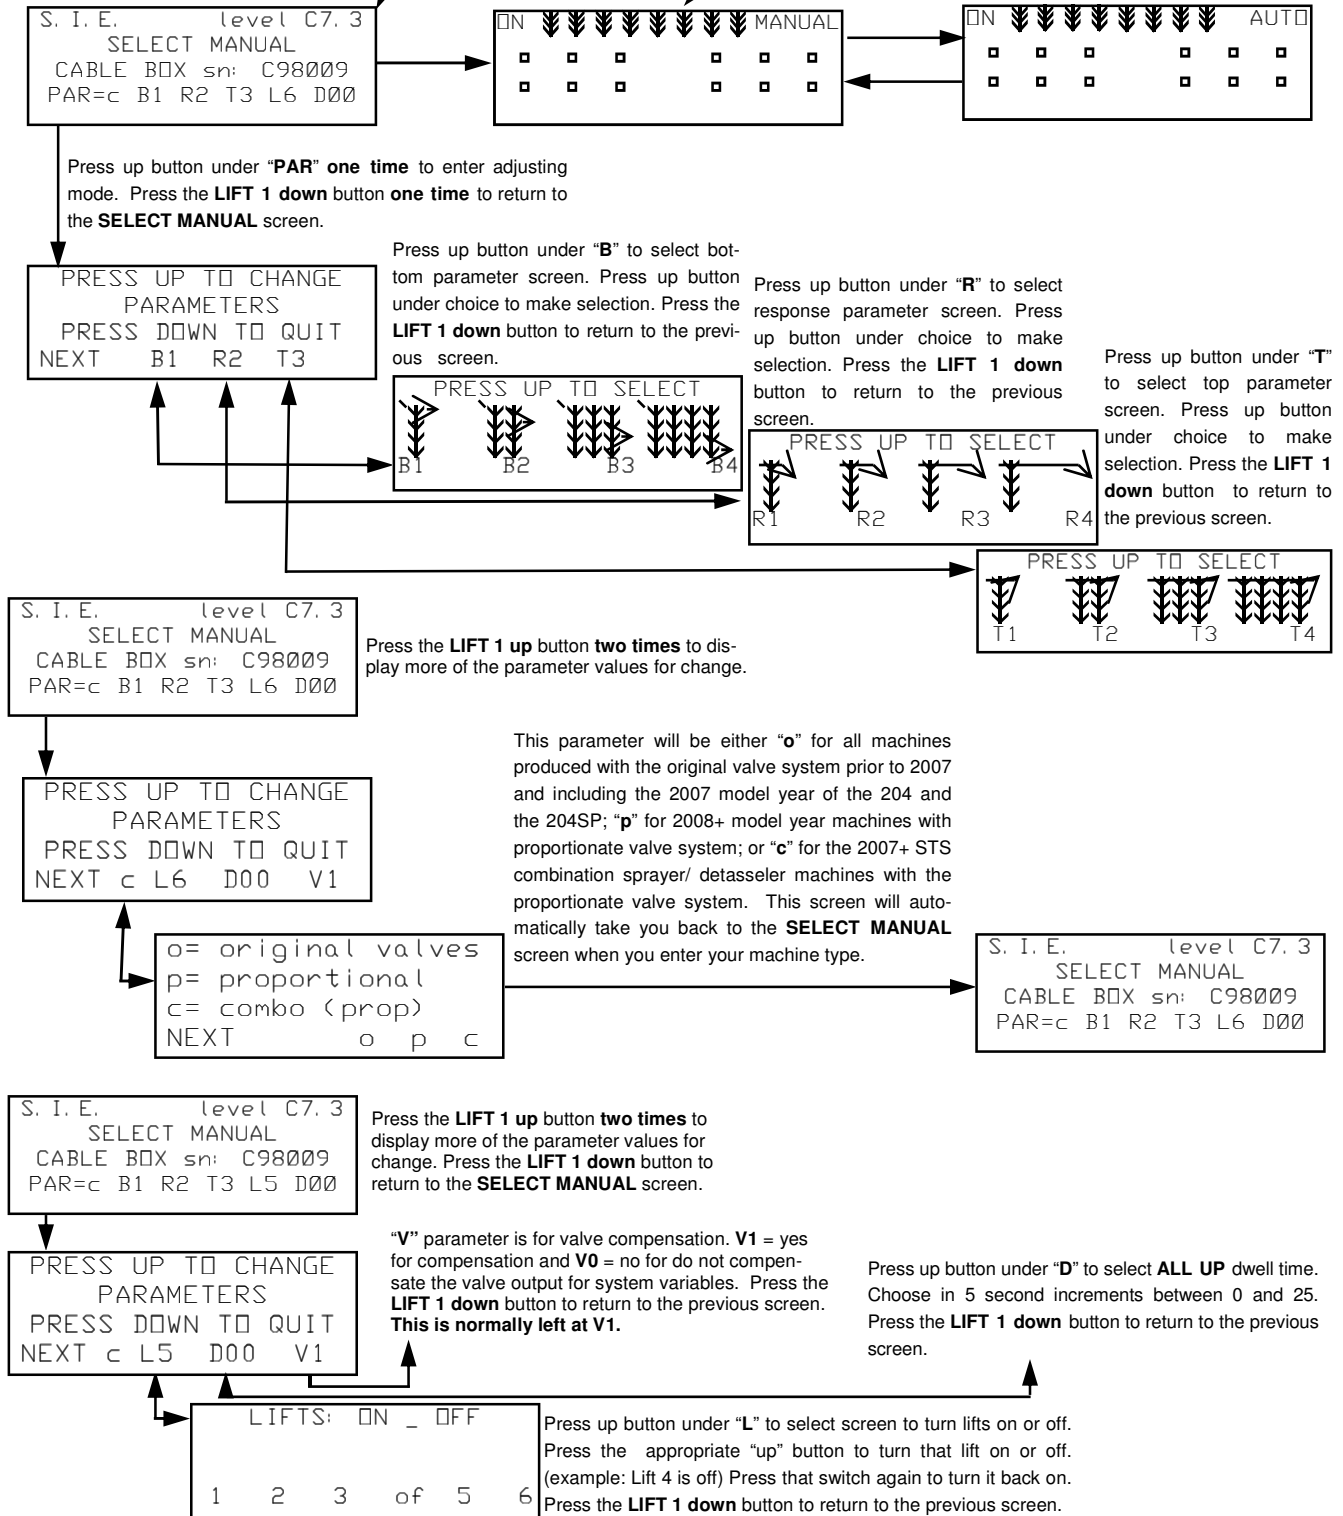 S. I. E. level C7. 3
SELECT MANUAL
CABLE BOX sn: C98009
PAR=c B1 R2 T3 L6 D00
ON MANUAL
ON AUTO
Press up button under “PAR” one time to enter adjusting
mode. Press the LIFT 1 down button one time to return to
the SELECT MANUAL screen.
PRESS UP TO CHANGE
PARAMETERS
PRESS DOWN TO QUIT
NEXT B1 R2 T3
Press up button under “B” to select bot-
tom parameter screen. Press up button
under choice to make selection. Press the
LIFT 1 down button to return to the previ-
ous screen.
PRESS UP TO SELECT
B1 B2 B3 B4
Press up button under “R” to select
response parameter screen. Press
up button under choice to make
selection. Press the LIFT 1 down
button to return to the previous
screen.
PRESS UP TO SELECT
R1 R2 R3 R4
Press up button under “T”
to select top parameter
screen. Press up button
under choice to make
selection. Press the LIFT 1
down button to return to
the previous screen.
PRESS UP TO SELECT
T1 T2 T3 T4
S. I. E. level C7. 3
SELECT MANUAL
CABLE BOX sn: C98009
PAR=c B1 R2 T3 L6 D00
Press the LIFT 1 up button two times to dis-
play more of the parameter values for change.
PRESS UP TO CHANGE
PARAMETERS
PRESS DOWN TO QUIT
NEXT c L6 D00 V1
This parameter will be either “o” for all machines
produced with the original valve system prior to 2007
and including the 2007 model year of the 204 and
the 204SP; “p” for 2008+ model year machines with
proportionate valve system; or “c” for the 2007+ STS
combination sprayer/ detasseler machines with the
proportionate valve system. This screen will auto-
matically take you back to the SELECT MANUAL
screen when you enter your machine type.
o= original valves
p= proportional
c= combo (prop)
NEXT o p c
S. I. E. level C7. 3
SELECT MANUAL
CABLE BOX sn: C98009
PAR=c B1 R2 T3 L6 D00
S. I. E. level C7. 3
SELECT MANUAL
CABLE BOX sn: C98009
PAR=c B1 R2 T3 L5 D00
Press the LIFT 1 up button two times to
display more of the parameter values for
change. Press the LIFT 1 down button to
return to the SELECT MANUAL screen.
PRESS UP TO CHANGE
PARAMETERS
PRESS DOWN TO QUIT
NEXT c L5 D00 V1
“V” parameter is for valve compensation. V1 = yes
for compensation and V0 = no for do not compen-
sate the valve output for system variables. Press the
LIFT 1 down button to return to the previous screen.
This is normally left at V1.
Press up button under “D” to select ALL UP dwell time.
Choose in 5 second increments between 0 and 25.
Press the LIFT 1 down button to return to the previous
screen.
LIFTS: ON _ OFF
1 2 3 of 5 6
Press up button under “L” to select screen to turn lifts on or off.
Press the appropriate “up” button to turn that lift on or off.
(example: Lift 4 is off) Press that switch again to turn it back on.
Press the LIFT 1 down button to return to the previous screen.